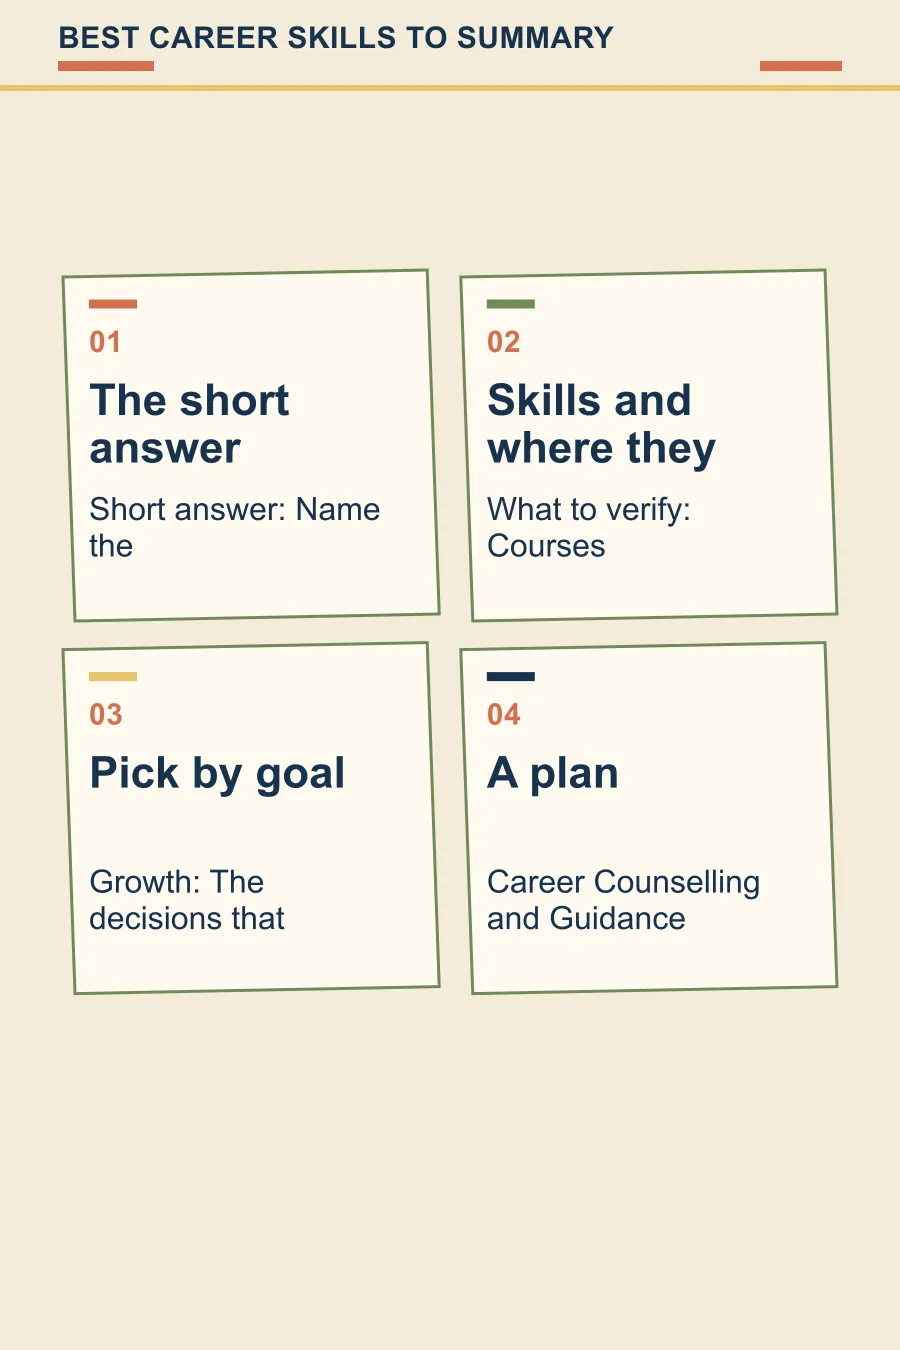 BEST CAREER SKILLS TO SUMMARY
01
The short
answer
Short answer: Name
the
02
Skills and
where they
What to verify:
Courses
03
Pick by goal
Growth: The
decisions that
04
A plan
Career Counselling
and Guidance